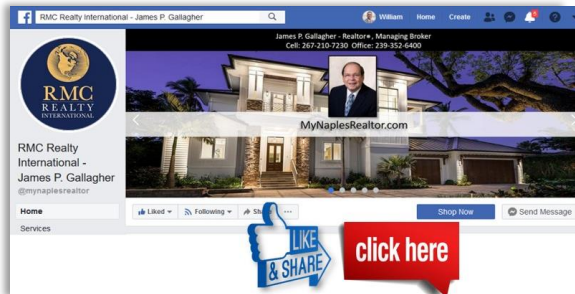 RMC Realty International - James P. Gallagher
William
Home
Create
James P. Gallagher - Realtor®, Managing Broker
Cell: 267-210-7230 Office: 239-352-6400
RMC
REALTY
INTERNATIONAL
MyNaplesRealtor.com
RMC Realty
International -
James P. Gallagher
@mynaplesrealtor
Home
Services
Liked
Following
Share
Shop Now
Send Message
LIKE
& SHARE
click here